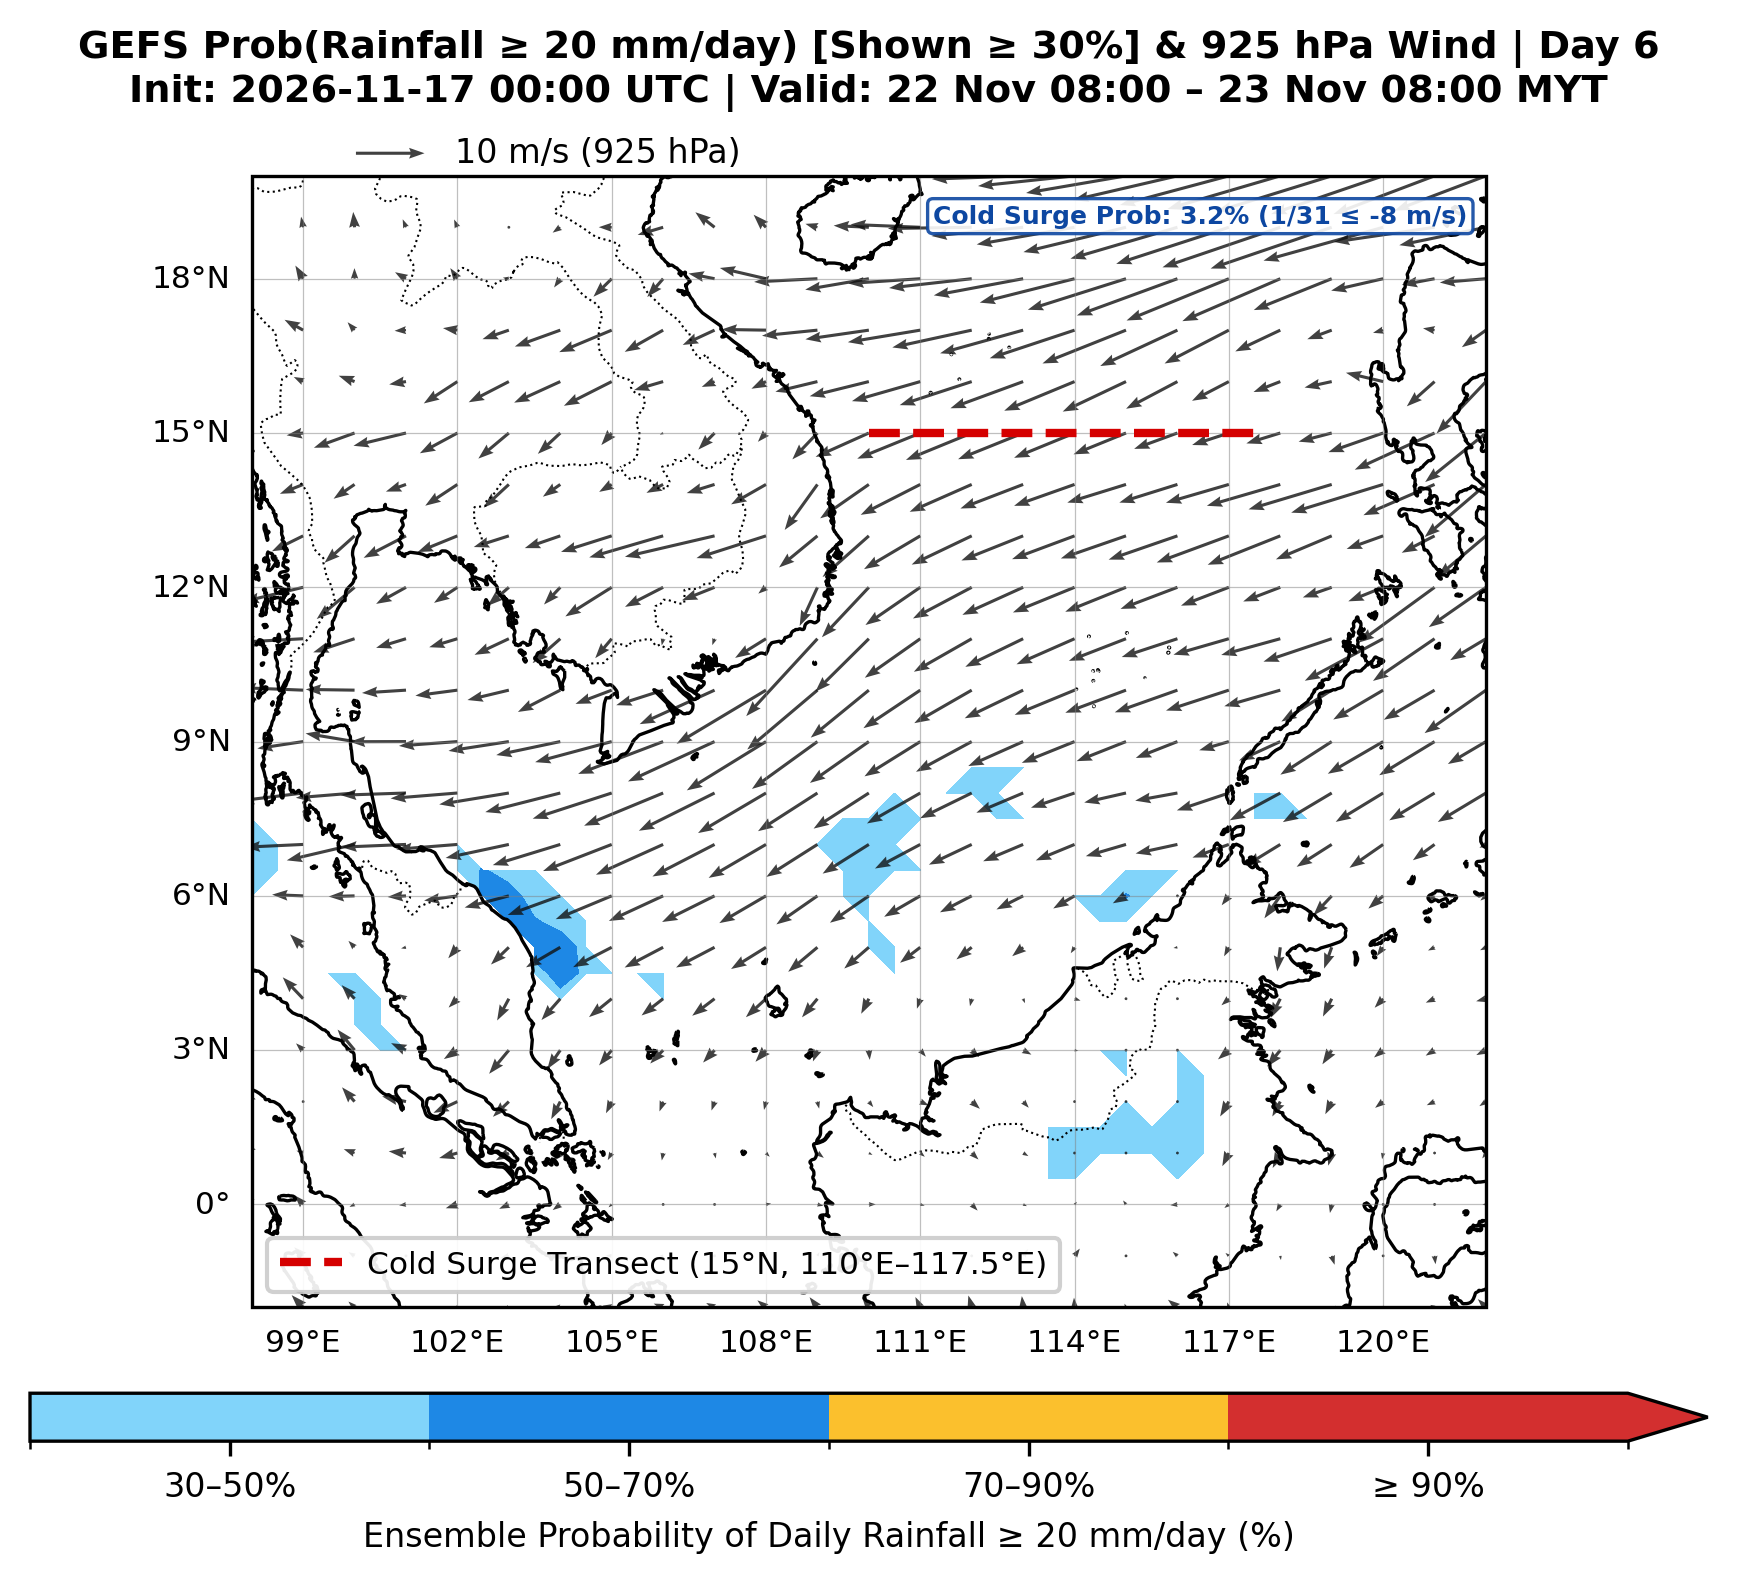 GEFS Prob(Rainfall ≥ 20 mm/day) [Shown ≥ 30%] & 925 hPa Wind | Day 6
Init: 2026-11-17 00:00 UTC | Valid: 22 Nov 08:00 – 23 Nov 08:00 MYT
10 m/s (925 hPa)
Cold Surge Prob: 3.2% (1/31 ≤ -8 m/s)
18°N
15°N
12°N
9°N
6°N
3°N
0°
Cold Surge Transect (15°N, 110°E–117.5°E)
99°E 102°E 105°E 108°E 111°E 114°E 117°E 120°E
30–50% 50–70% 70–90% ≥ 90%
Ensemble Probability of Daily Rainfall ≥ 20 mm/day (%)